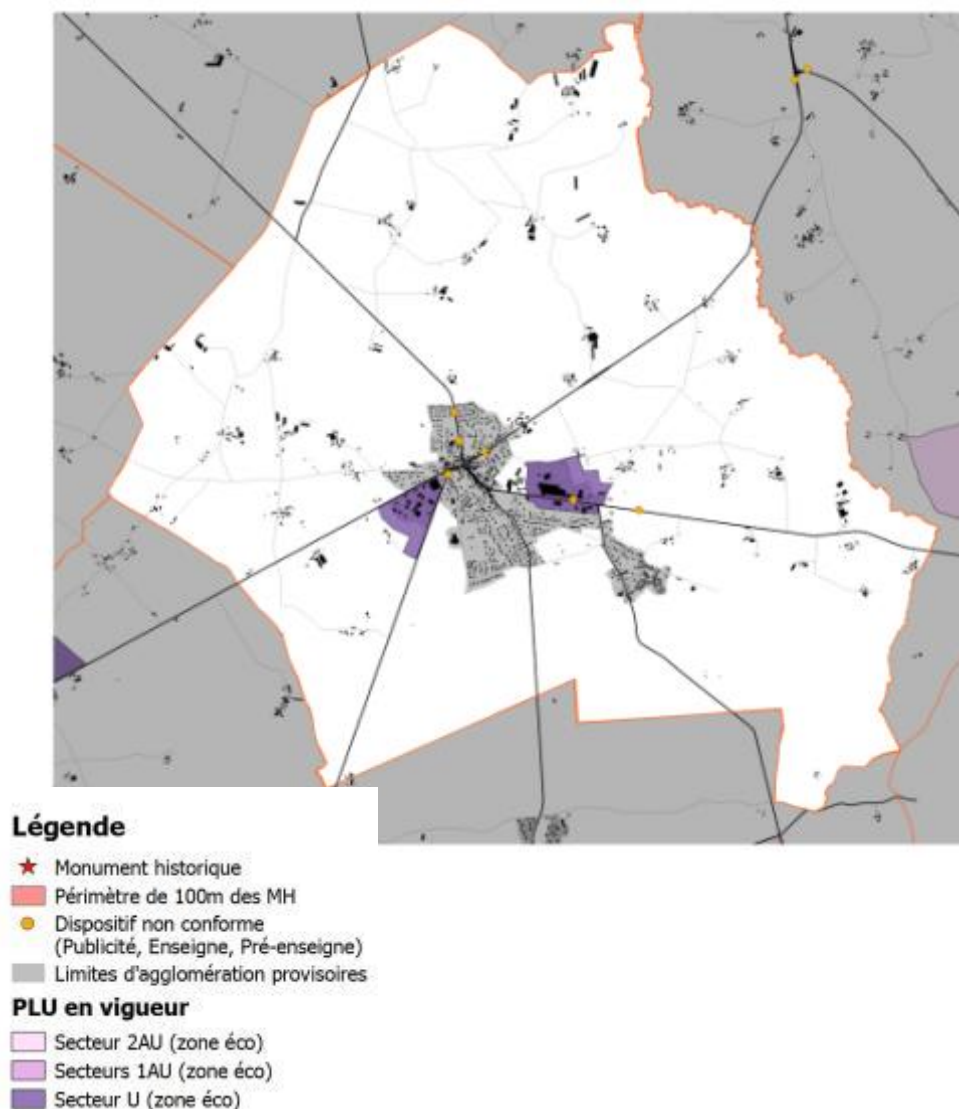 Légende
Monument historique
Périmètre de 100m des MH
Dispositif non conforme
(Publicité, Enseigne, Pré-enseigne)
Limites d'agglomération provisoires
PLU en vigueur
Secteur 2AU (zone éco)
Secteurs 1AU (zone éco)
Secteur U (zone éco)